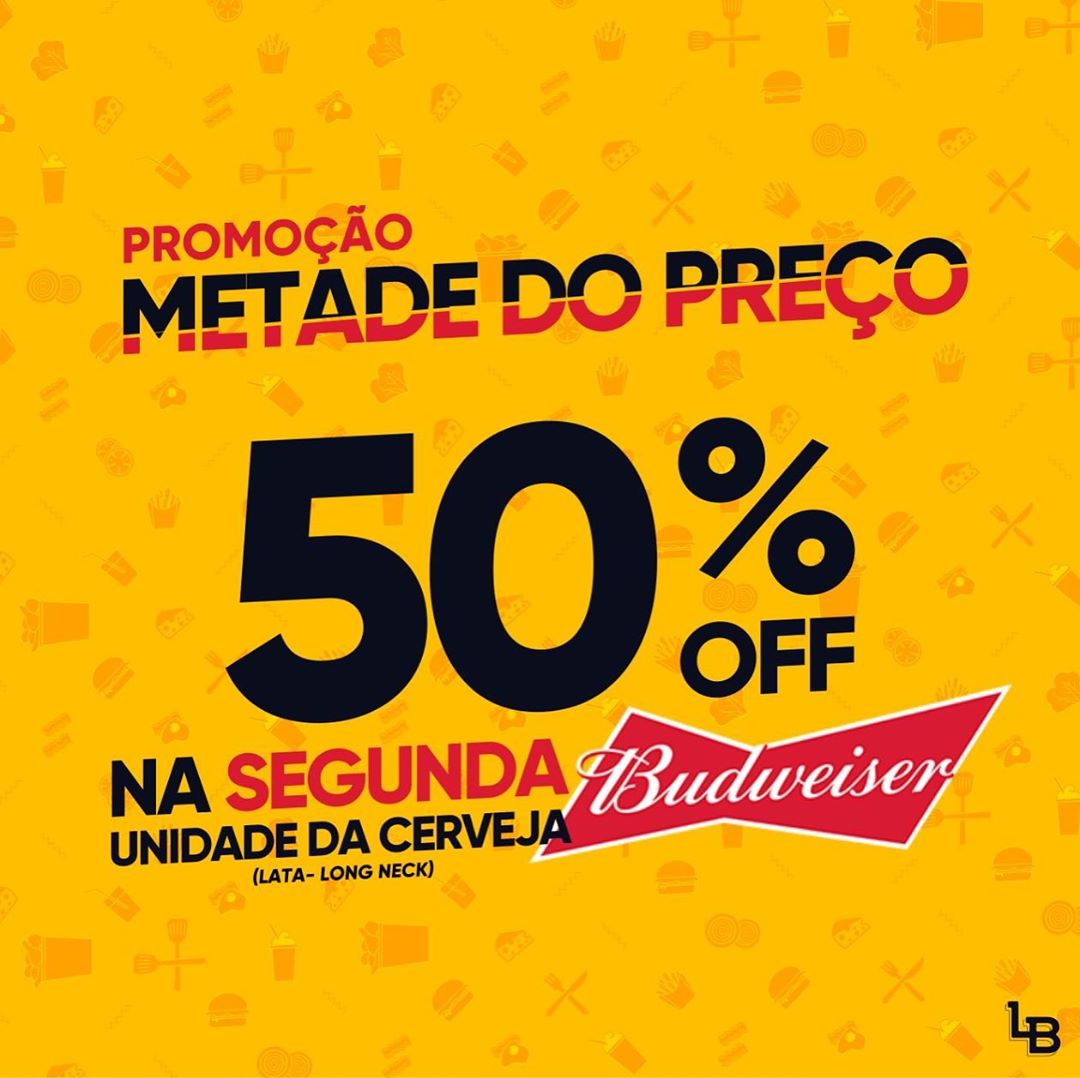 PROMOÇÃO
METADE DO PREÇO
50%
OFF
NA SEGUNDA
UNIDADE DA CERVEJA
(LATA- LONG NECK)
Budweiser
LB